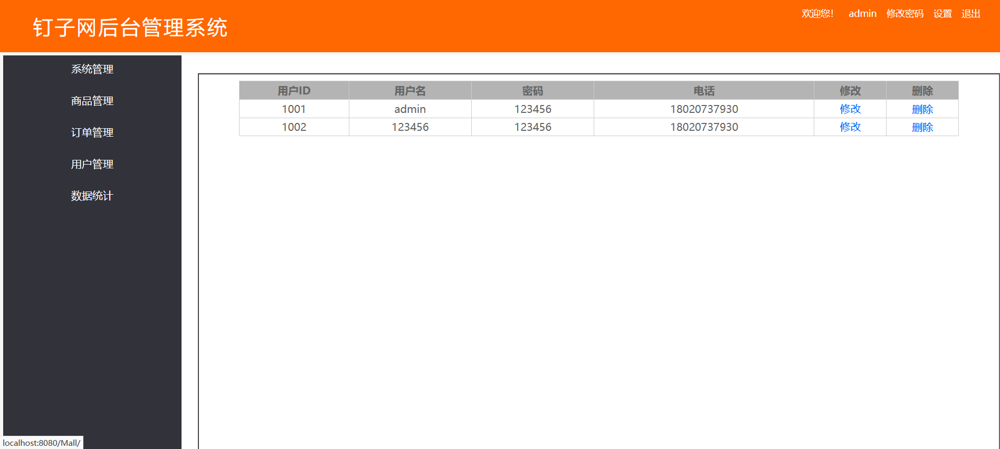 钉子网后台管理系统
欢迎您! admin 修改密码 设置 退出
系统管理
商品管理
订单管理
用户管理
数据统计
用户ID 用户名 密码 电话 修改 删除
1001 admin 123456 18020737930 修改 删除
1002 123456 123456 18020737930 修改 删除
localhost:8080/Mall/